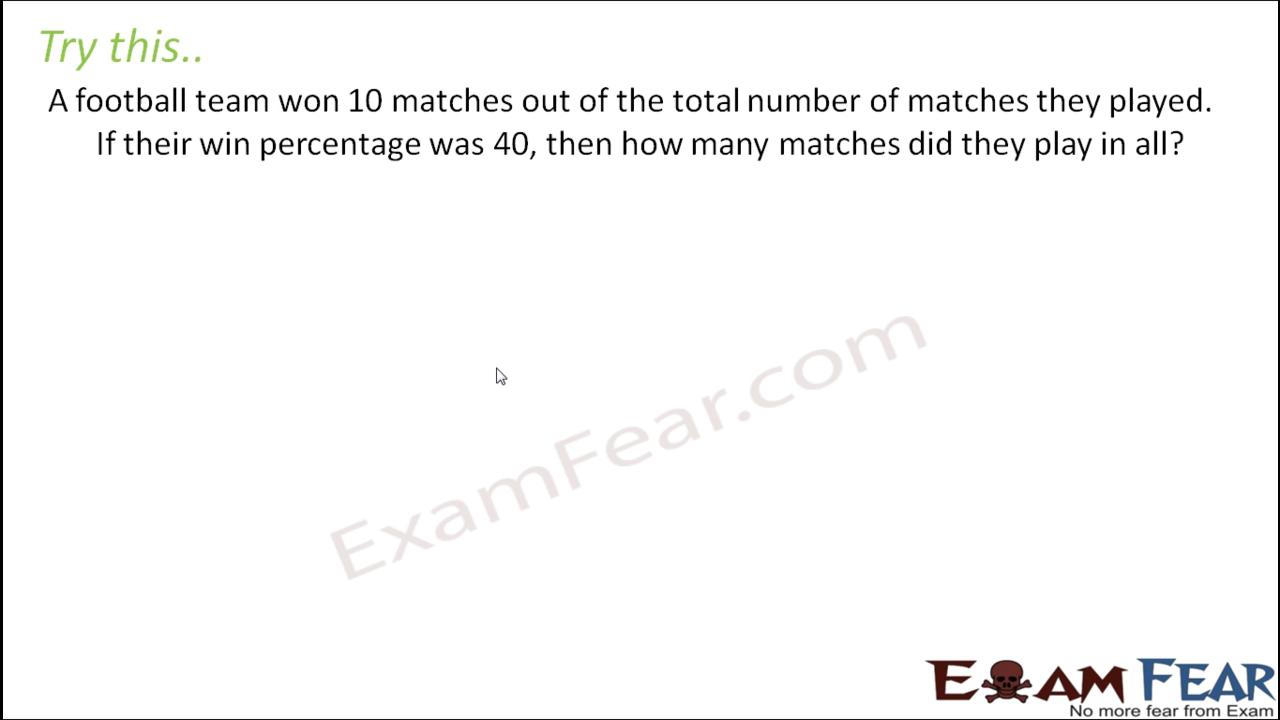 Try this..
A football team won 10 matches out of the total number of matches they played.
If their win percentage was 40, then how many matches did they play in all?
ExamFear.com
EXAM FEAR
No more fear from Exam